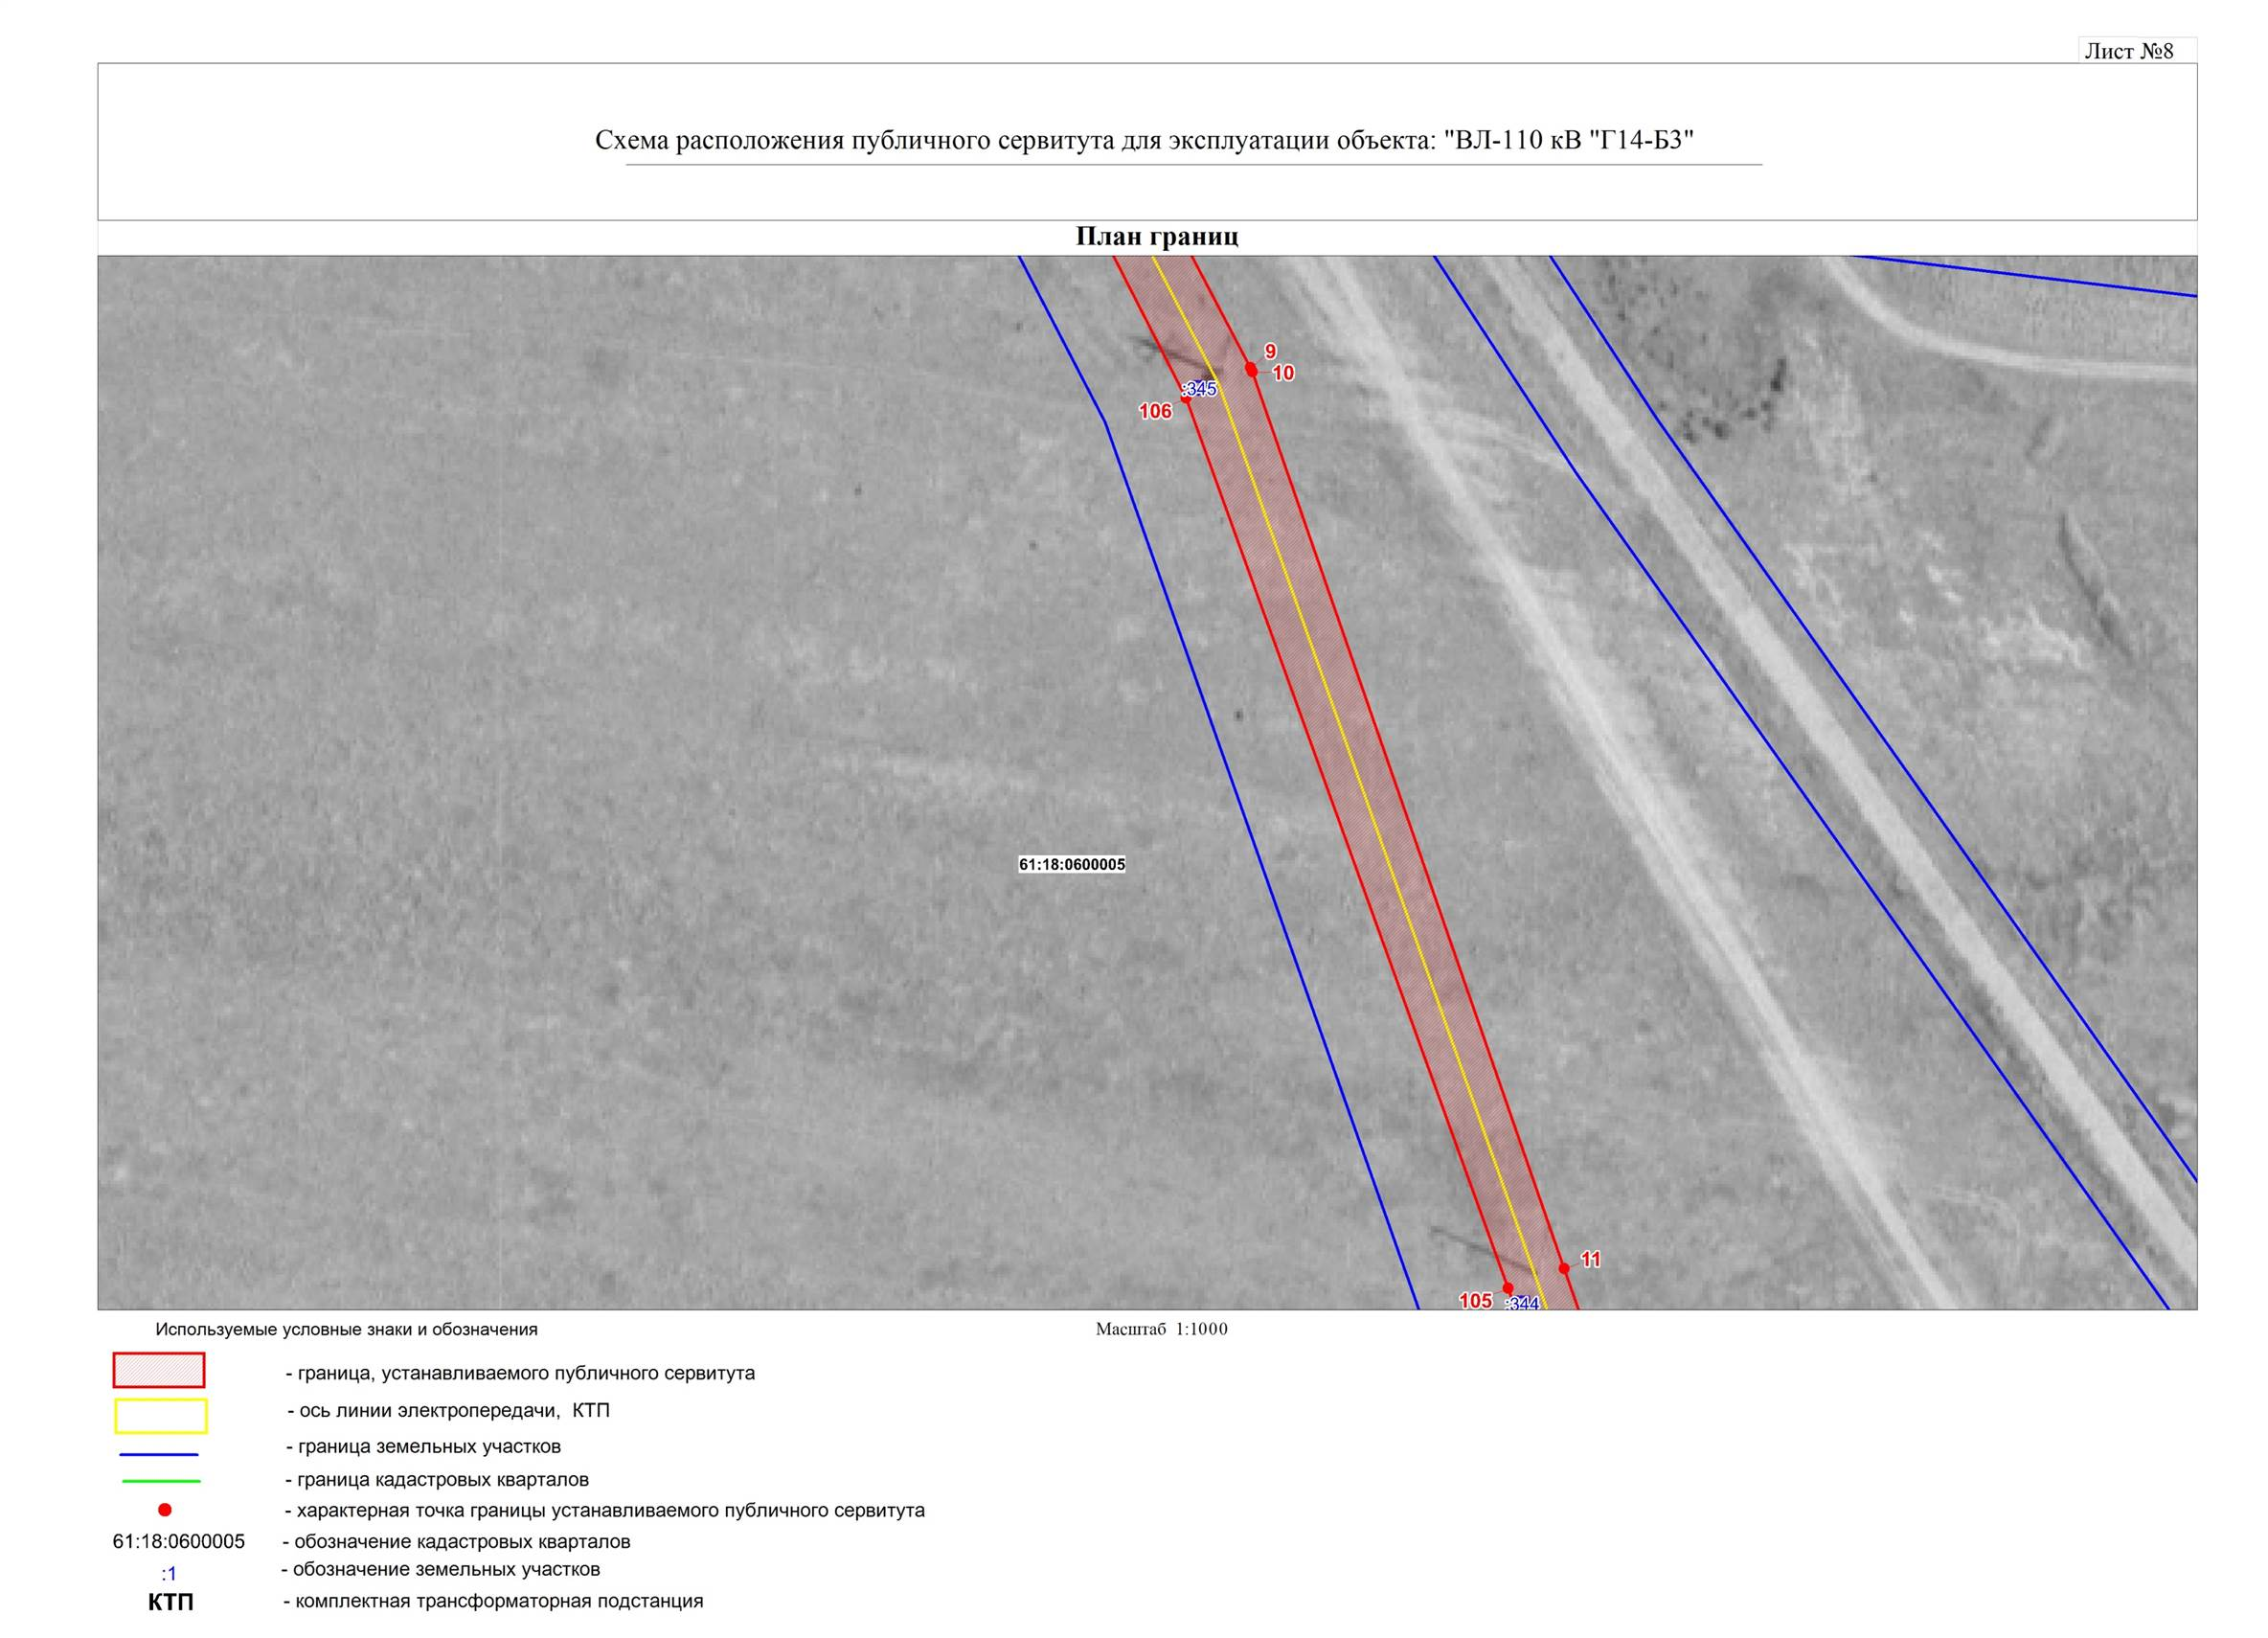 Лист №8
Схема расположения публичного сервитута для эксплуатации объекта: "ВЛ-110 кВ "Г14-Б3"
План границ
9
10
:345
106
61:18:0600005
11
105
:344
Используемые условные знаки и обозначения
Масштаб 1:1000
- граница, устанавливаемого публичного сервитута
- ось линии электропередачи, КТП
- граница земельных участков
- граница кадастровых кварталов
- характерная точка границы устанавливаемого публичного сервитута
61:18:0600005 - обозначение кадастровых кварталов
:1 - обозначение земельных участков
КТП - комплектная трансформаторная подстанция